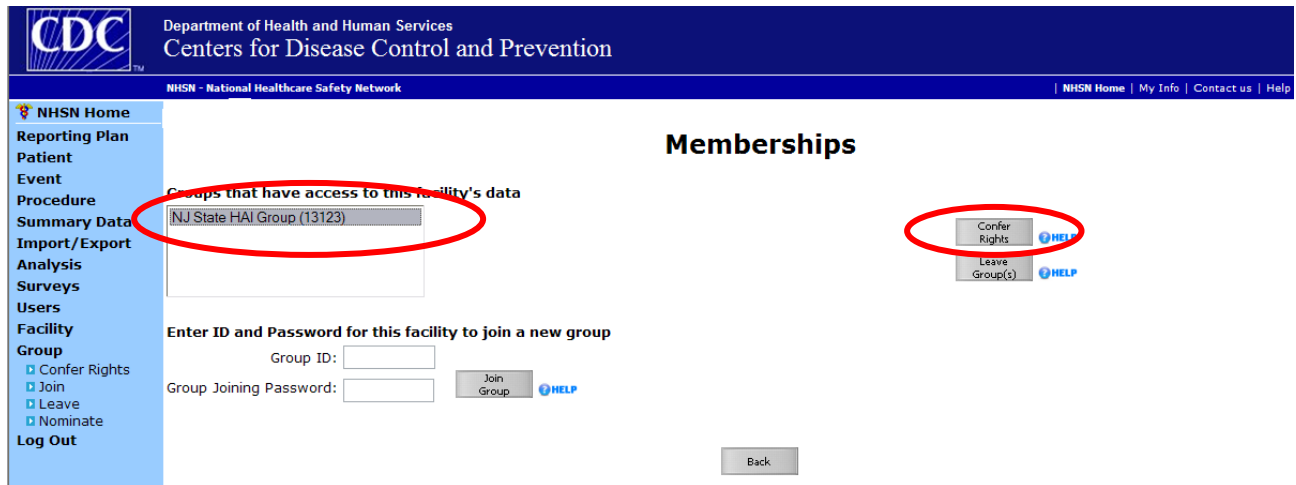 CDC
TM
Department of Health and Human Services
Centers for Disease Control and Prevention
NHSN - National Healthcare Safety Network
| NHSN Home | My Info | Contact us | Help
NHSN Home
Reporting Plan
Patient
Event
Procedure
Summary Data
Import/Export
Analysis
Surveys
Users
Facility
Group
Confer Rights
Join
Leave
Nominate
Log Out
Memberships
Groups that have access to this facility's data
NJ State HAI Group (13123)
Confer
Rights
HELP
Leave
Group(s)
HELP
Enter ID and Password for this facility to join a new group
Group ID:
Group Joining Password:
Join
Group
HELP
Back